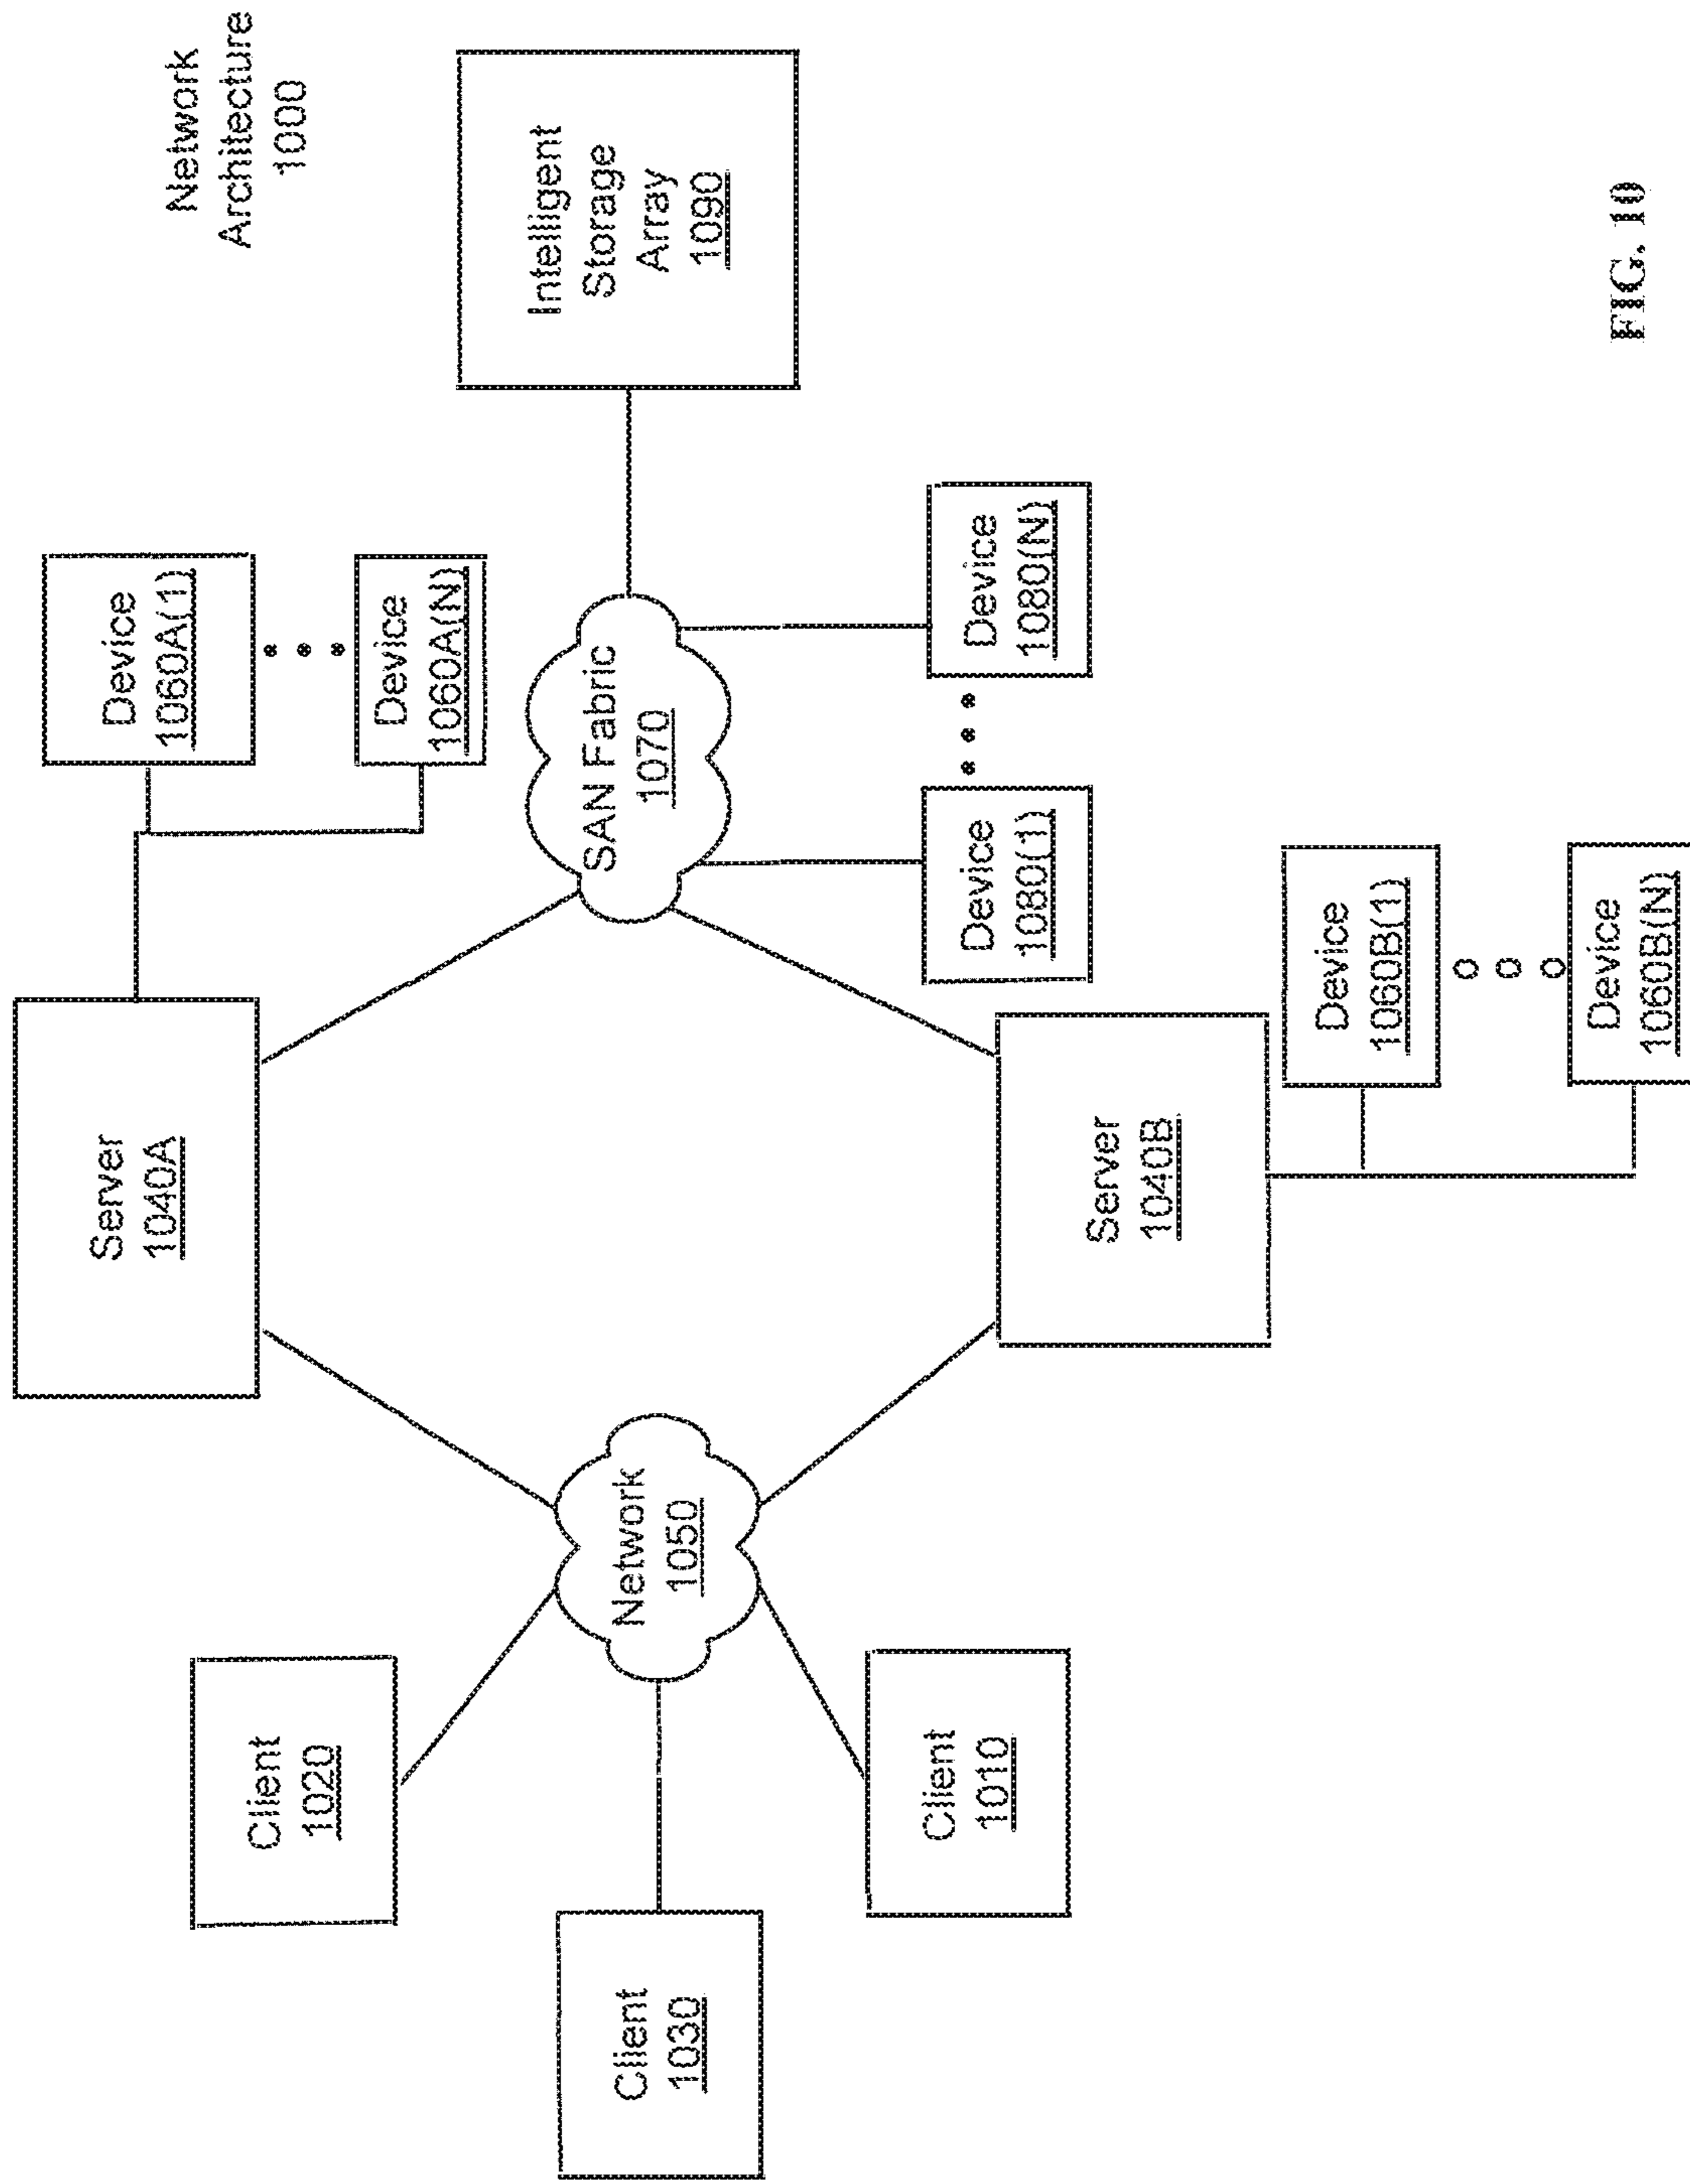 Network
Architecture
1000
Device
1060A(1)
Device
1060A(N)
Server
1040A
Client
1020
Intelligent
Storage
Array
1090
SAN Fabric
1070
Network
1050
Client
1030
Device
1080(1)
Device
1080(N)
Server
1040B
Client
1010
Device
1060B(1)
Device
1060B(N)
FIG. 10